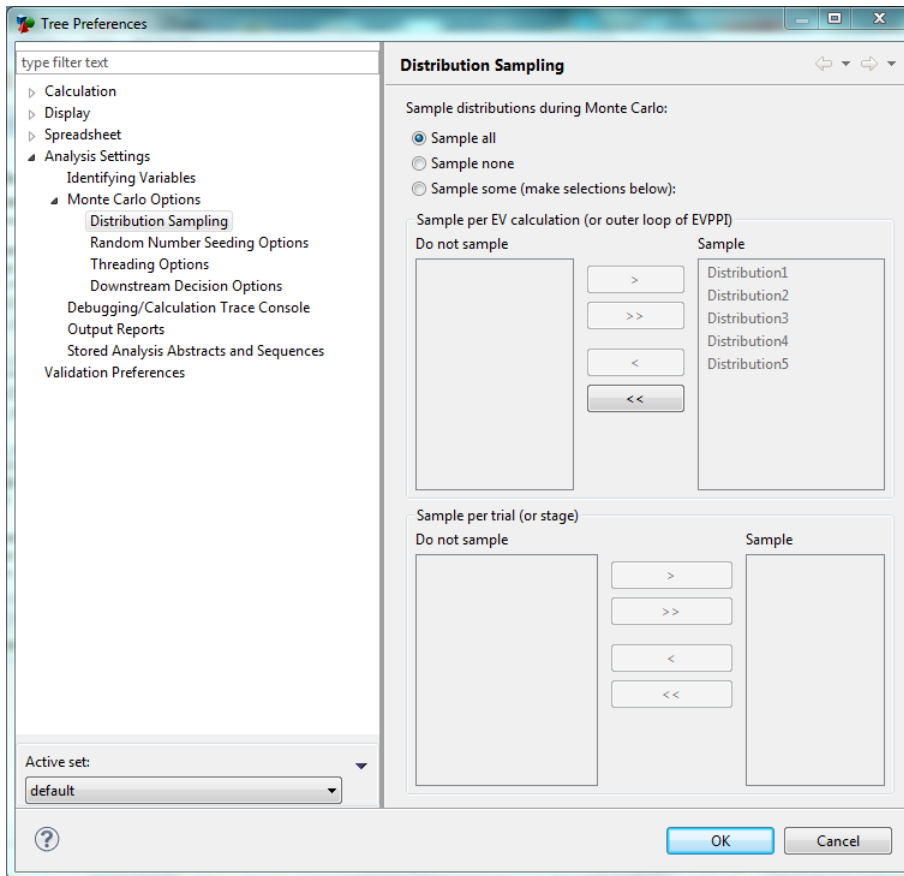 Tree Preferences
type filter text
Calculation
Display
Spreadsheet
Analysis Settings
Identifying Variables
Monte Carlo Options
Distribution Sampling
Random Number Seeding Options
Threading Options
Downstream Decision Options
Debugging/Calculation Trace Console
Output Reports
Stored Analysis Abstracts and Sequences
Validation Preferences
Active set:
default
Distribution Sampling
Sample distributions during Monte Carlo:
Sample all
Sample none
Sample some (make selections below):
Sample per EV calculation (or outer loop of EVPPI)
Do not sample
Sample
>
>>
<
<<
Distribution1
Distribution2
Distribution3
Distribution4
Distribution5
Sample per trial (or stage)
Do not sample
Sample
>
>>
<
<<
?
OK
Cancel